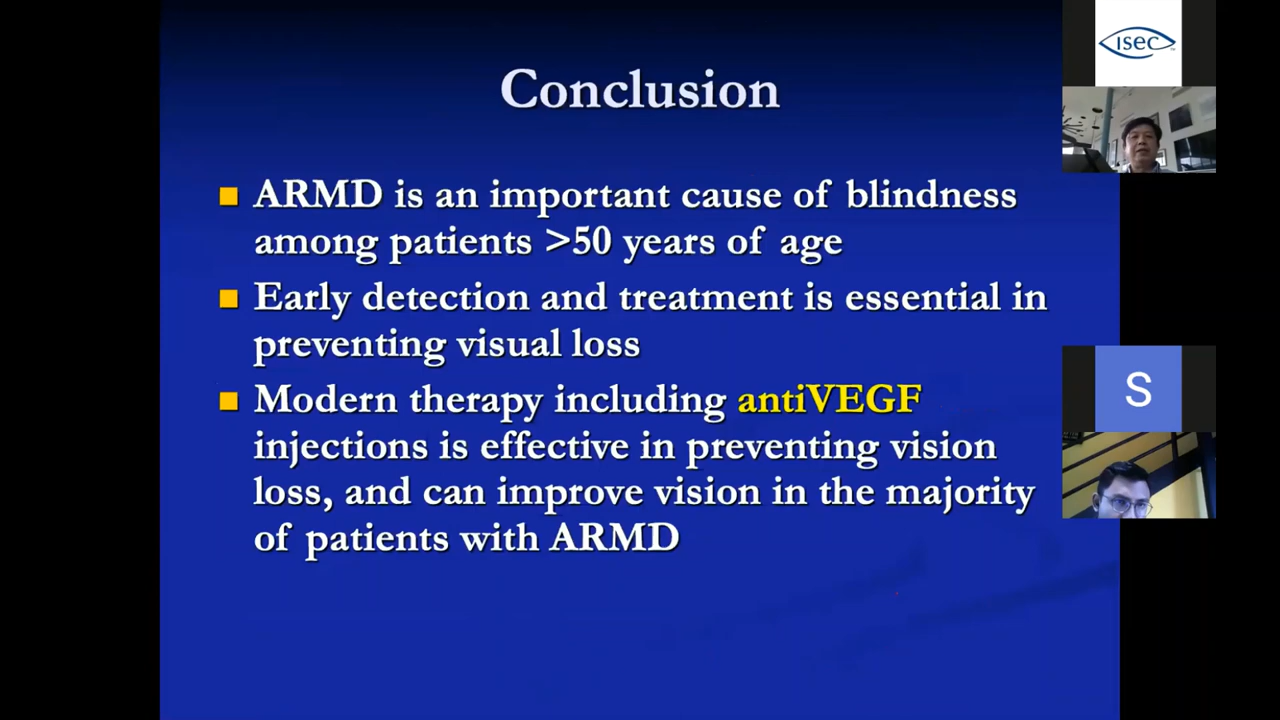 Conclusion
ARMD is an important cause of blindness
among patients >50 years of age
Early detection and treatment is essential in
preventing visual loss
Modern therapy including antiVEGF
injections is effective in preventing vision
loss, and can improve vision in the majority
of patients with ARMD
ısec
S